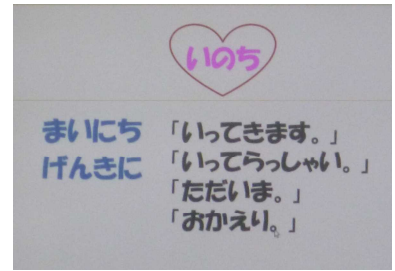 いのち
まいにち
げんきに
「いってきます。」
「いってらっしゃい。」
「ただいま。」
「おかえり。」